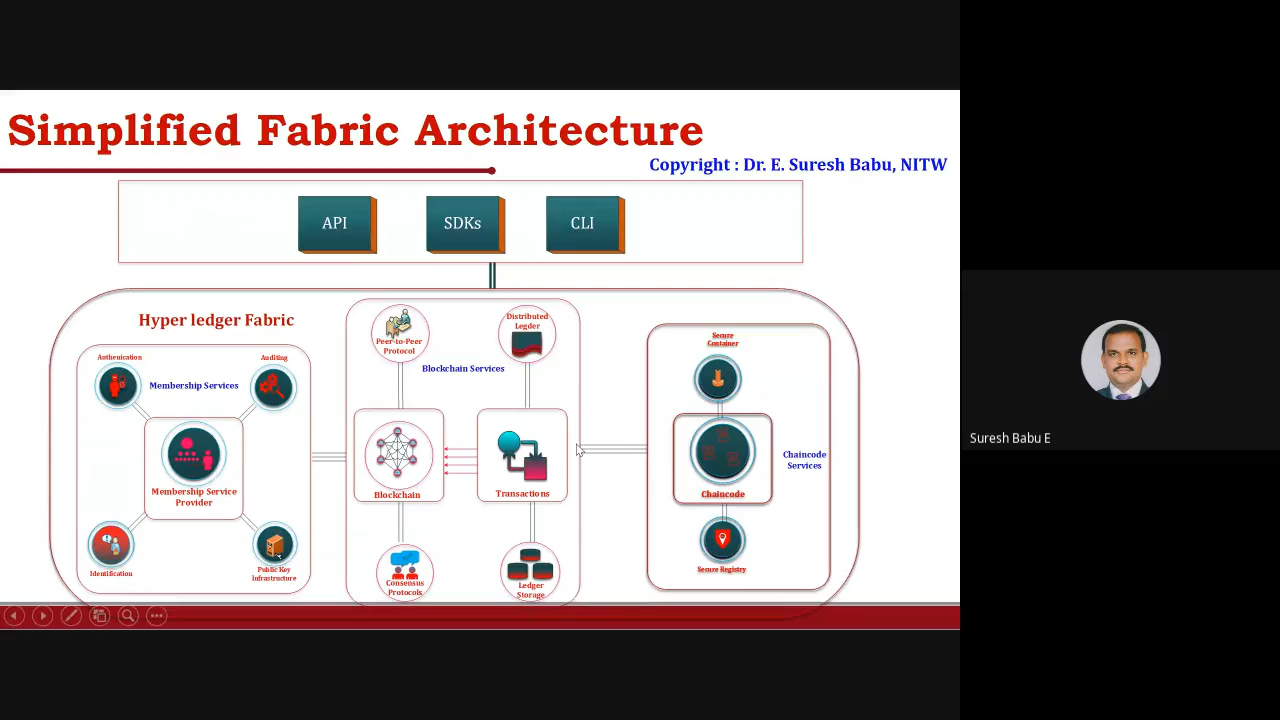 Simplified Fabric Architecture
Copyright : Dr. E. Suresh Babu, NITW
API
SDKs
CLI
Hyper ledger Fabric
Authenication
Auditing
Membership Services
Membership Service
Provider
Identification
Public Key
Infrastructure
Peer-to-Peer
Protocol
Distributed
Legder
Blockchain Services
Blockchain
Transactions
Consensus
Protocols
Ledger
Storage
Secure
Container
Chaincode
Chaincode
Services
Secure Registry
Suresh Babu E